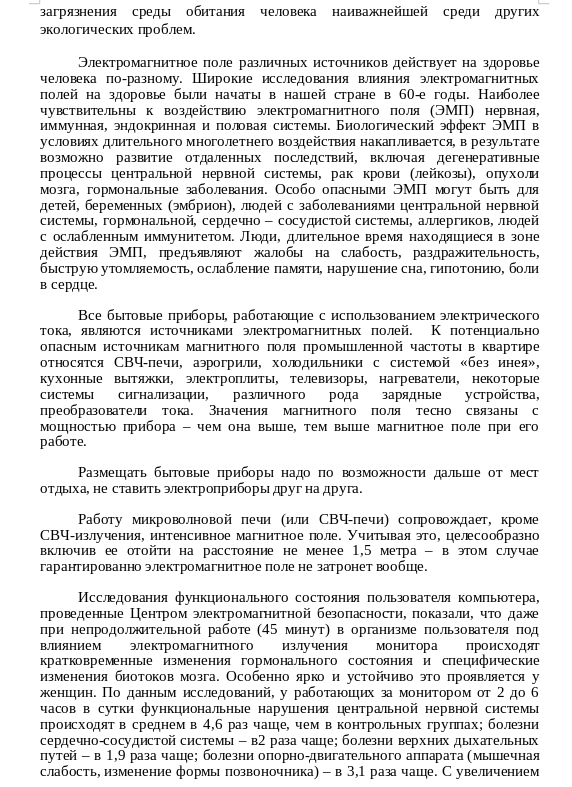 загрязнения среды обитания человека наиважнейшей среди других
экологических проблем.
Электромагнитное поле различных источников действует на здоровье
человека по-разному. Широкие исследования влияния электромагнитных
полей на здоровье были начаты в нашей стране в 60-е годы. Наиболее
чувствительны к воздействию электромагнитного поля (ЭМП) нервная,
иммунная, эндокринная и половая системы. Биологический эффект ЭМП в
условиях длительного многолетнего воздействия накапливается, в результате
возможно развитие отдаленных последствий, включая дегенеративные
процессы центральной нервной системы, рак крови (лейкозы), опухоли
мозга, гормональные заболевания. Особо опасными ЭМП могут быть для
детей, беременных (эмбрион), людей с заболеваниями центральной нервной
системы, гормональной, сердечно – сосудистой системы, аллергиков, людей
с ослабленным иммунитетом. Люди, длительное время находящиеся в зоне
действия ЭМП, предъявляют жалобы на слабость, раздражительность,
быструю утомляемость, ослабление памяти, нарушение сна, гипотонию, боли
в сердце.
Все бытовые приборы, работающие с использованием электрического
тока, являются источниками электромагнитных полей. К потенциально
опасным источникам магнитного поля промышленной частоты в квартире
относятся СВЧ-печи, аэрогрили, холодильники с системой «без инея»,
кухонные вытяжки, электроплиты, телевизоры, нагреватели, некоторые
системы сигнализации, различного рода зарядные устройства,
преобразователи тока. Значения магнитного поля тесно связаны с
мощностью прибора – чем она выше, тем выше магнитное поле при его
работе.
Размещать бытовые приборы надо по возможности дальше от мест
отдыха, не ставить электроприборы друг на друга.
Работу микроволновой печи (или СВЧ-печи) сопровождает, кроме
СВЧ-излучения, интенсивное магнитное поле. Учитывая это, целесообразно
включив ее отойти на расстояние не менее 1,5 метра – в этом случае
гарантированно электромагнитное поле не затронет вообще.
Исследования функционального состояния пользователя компьютера,
проведенные Центром электромагнитной безопасности, показали, что даже
при непродолжительной работе (45 минут) в организме пользователя под
влиянием электромагнитного излучения монитора происходят
кратковременные изменения гормонального состояния и специфические
изменения биотоков мозга. Особенно ярко и устойчиво это проявляется у
женщин. По данным исследований, у работающих за монитором от 2 до 6
часов в сутки функциональные нарушения центральной нервной системы
происходят в среднем в 4,6 раз чаще, чем в контрольных группах; болезни
сердечно-сосудистой системы – в2 раза чаще; болезни верхних дыхательных
путей – в 1,9 раза чаще; болезни опорно-двигательного аппарата (мышечная
слабость, изменение формы позвоночника) – в 3,1 раза чаще. С увеличением